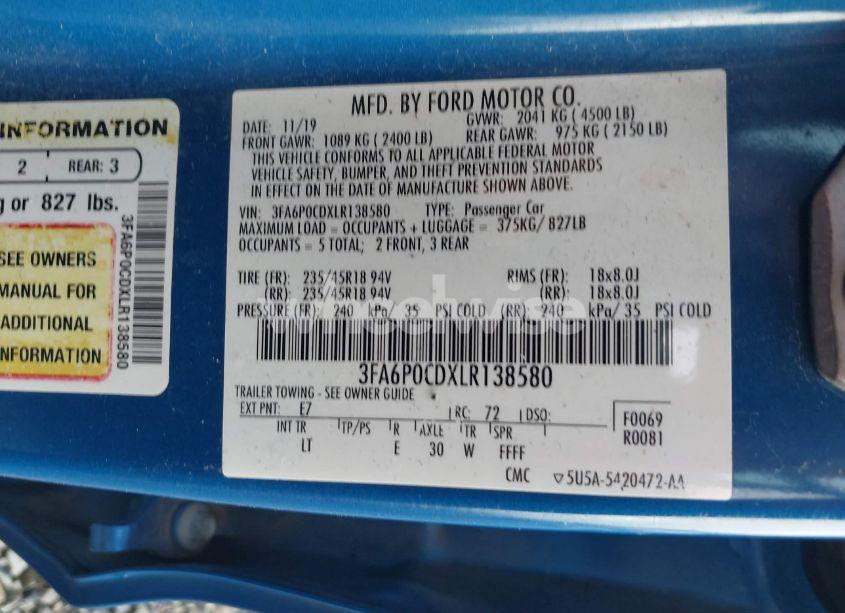 INFORMATION
2 REAR: 3
g or 827 lbs.
SEE OWNERS
MANUAL FOR
ADDITIONAL
INFORMATION
3FA6P0CDXLR138580
MFD. BY FORD MOTOR CO.
DATE: 11/19 GVWR: 2041 KG ( 4500 LB)
FRONT GAWR: 1089 KG ( 2400 LB) REAR GAWR: 975 KG ( 2150 LB)
THIS VEHICLE CONFORMS TO ALL APPLICABLE FEDERAL MOTOR
VEHICLE SAFETY, BUMPER, AND THEFT PREVENTION STANDARDS
IN EFFECT ON THE DATE OF MANUFACTURE SHOWN ABOVE.
VIN: 3FA6P0CDXLR138580 TYPE: Passenger Car
MAXIMUM LOAD = OCCUPANTS + LUGGAGE = 375KG/ 827LB
OCCUPANTS = 5 TOTAL; 2 FRONT, 3 REAR
TIRE (FR): 235/45R18 94V RIMS (FR): 18x8.0J
(RR): 235/45R18 94V (RR): 18x8.0J
PRESSURE (FR): 240 kPa/ 35 PSI COLD (RR): 240 kPa/ 35 PSI COLD
wheelwise
3FA6P0CDXLR138580
TRAILER TOWING - SEE OWNER GUIDE
EXT PNT: E7 RC: 72 DSO: F0069
INT TR TP/PS R AXLE TR SPR R0081
LT E 30 W FFFF
CMC ▽5U5A-5420472-AA